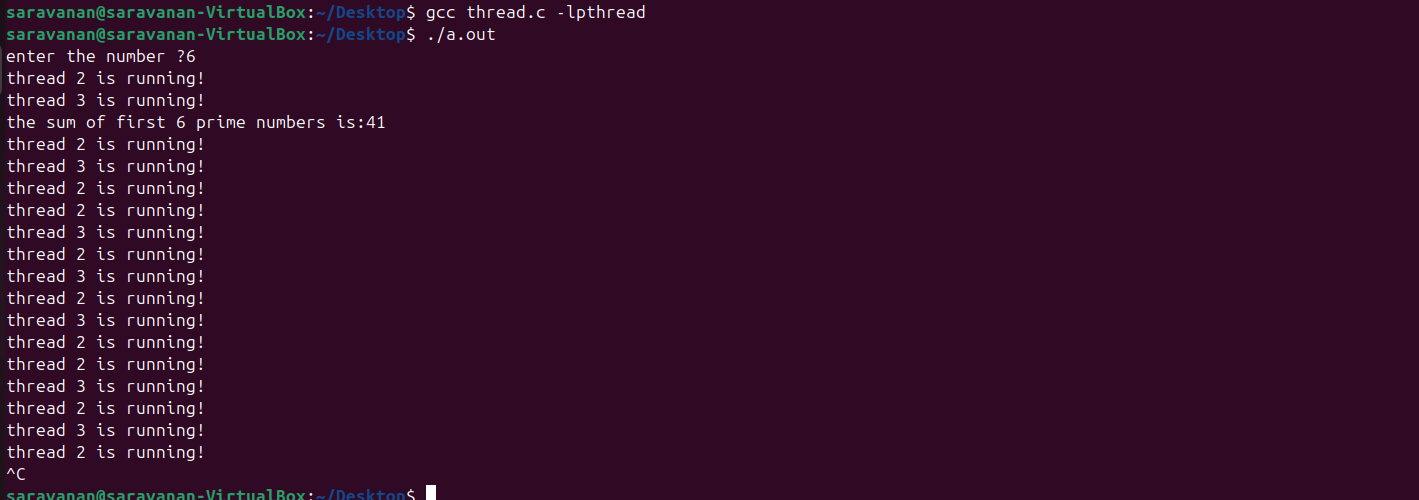 saravanan@saravanan-VirtualBox:~/Desktop$ gcc thread.c -lpthread
saravanan@saravanan-VirtualBox:~/Desktop$ ./a.out
enter the number ?6
thread 2 is running!
thread 3 is running!
the sum of first 6 prime numbers is:41
thread 2 is running!
thread 3 is running!
thread 2 is running!
thread 2 is running!
thread 3 is running!
thread 2 is running!
thread 3 is running!
thread 2 is running!
thread 3 is running!
thread 2 is running!
thread 2 is running!
thread 3 is running!
thread 2 is running!
thread 3 is running!
thread 2 is running!
^C
saravanan@saravanan-VirtualBox:~/Desktop$